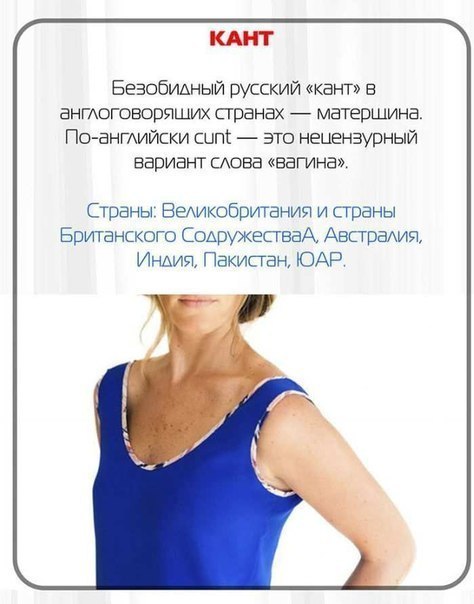 КАНТ
Безобидный русский «кант» в
англоговорящих странах — матерщина.
По-английски cunt — это нецензурный
вариант слова «вагина».
Страны: Великобритания и страны
Британского СодружестваА, Австралия,
Индия, Пакистан, ЮАР.